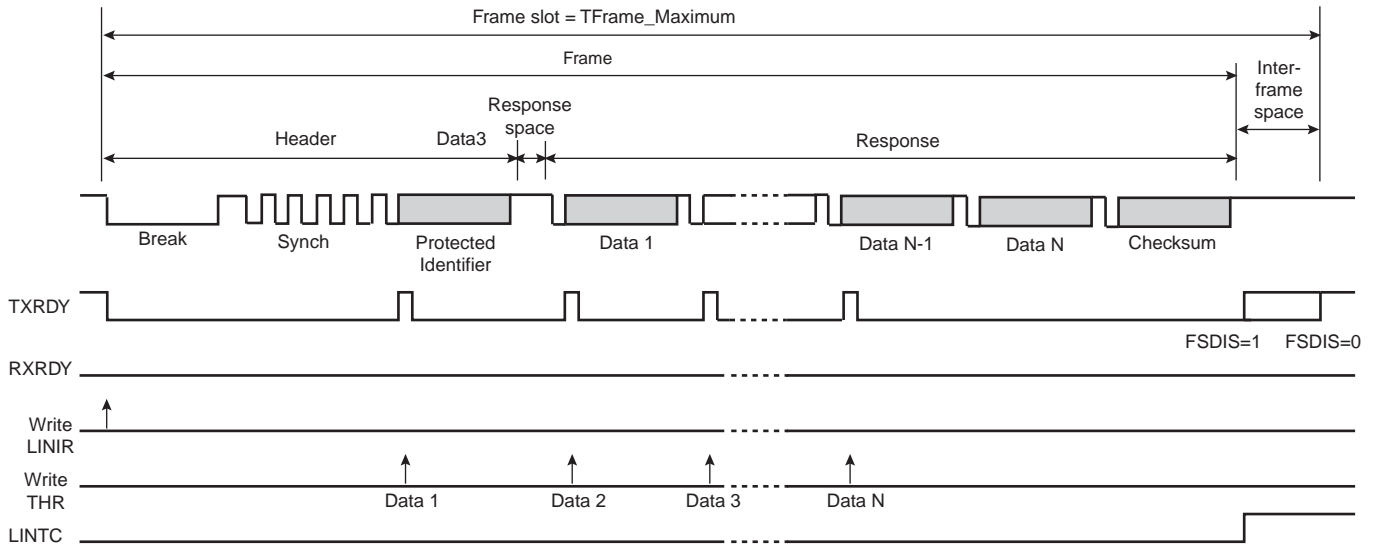 Frame slot = TFrame_Maximum
Frame
Inter-
frame
space
Response
space
Header
Data3
Response
Break
Synch
Protected
Identifier
Data 1
Data N-1
Data N
Checksum
TXRDY
FSDIS=1
FSDIS=0
RXRDY
Write
LINIR
Write
THR
Data 1
Data 2
Data 3
Data N
LINTC